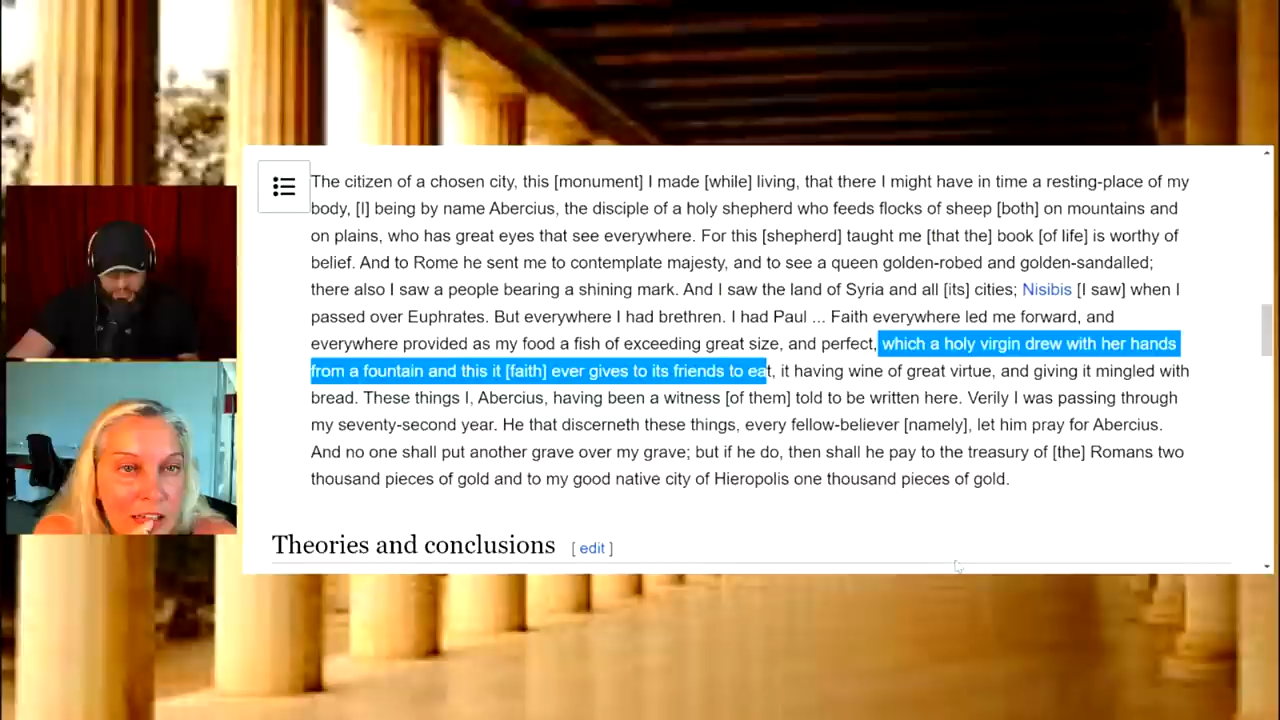 The citizen of a chosen city, this [monument] I made [while] living, that there I might have in time a resting-place of my
body, [I] being by name Abercius, the disciple of a holy shepherd who feeds flocks of sheep [both] on mountains and
on plains, who has great eyes that see everywhere. For this [shepherd] taught me [that the] book [of life] is worthy of
belief. And to Rome he sent me to contemplate majesty, and to see a queen golden-robed and golden-sandalled;
there also I saw a people bearing a shining mark. And I saw the land of Syria and all [its] cities; Nisibis [I saw] when I
passed over Euphrates. But everywhere I had brethren. I had Paul ... Faith everywhere led me forward, and
everywhere provided as my food a fish of exceeding great size, and perfect, which a holy virgin drew with her hands
from a fountain and this it [faith] ever gives to its friends to eat, it having wine of great virtue, and giving it mingled with
bread. These things I, Abercius, having been a witness [of them] told to be written here. Verily I was passing through
my seventy-second year. He that discerneth these things, every fellow-believer [namely], let him pray for Abercius.
And no one shall put another grave over my grave; but if he do, then shall he pay to the treasury of [the] Romans two
thousand pieces of gold and to my good native city of Hieropolis one thousand pieces of gold.
Theories and conclusions [ edit ]